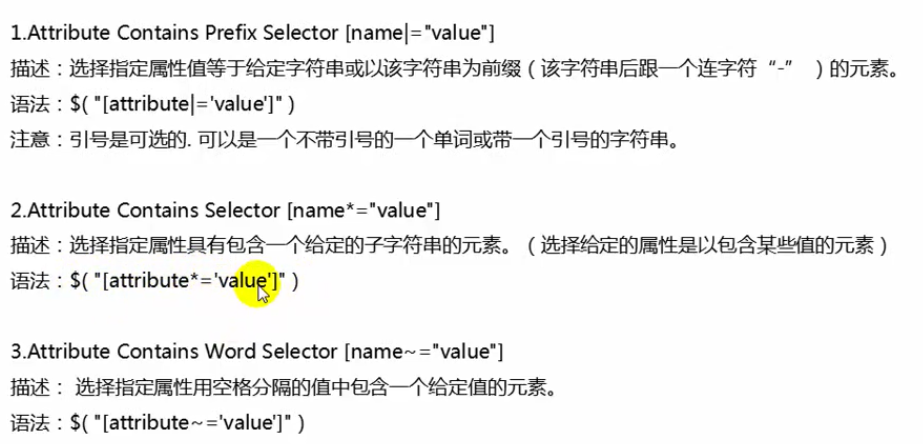 1.Attribute Contains Prefix Selector [name|="value"]
描述：选择指定属性值等于给定字符串或以该字符串为前缀（该字符串后跟一个连字符“-” ）的元素。
语法：$( "[attribute|='value']" )
注意：引号是可选的. 可以是一个不带引号的一个单词或带一个引号的字符串。
2.Attribute Contains Selector [name*="value"]
描述：选择指定属性具有包含一个给定的子字符串的元素。（选择给定的属性是以包含某些值的元素）
语法：$( "[attribute*='value']" )
3.Attribute Contains Word Selector [name~="value"]
描述： 选择指定属性用空格分隔的值中包含一个给定值的元素。
语法：$( "[attribute~='value']" )